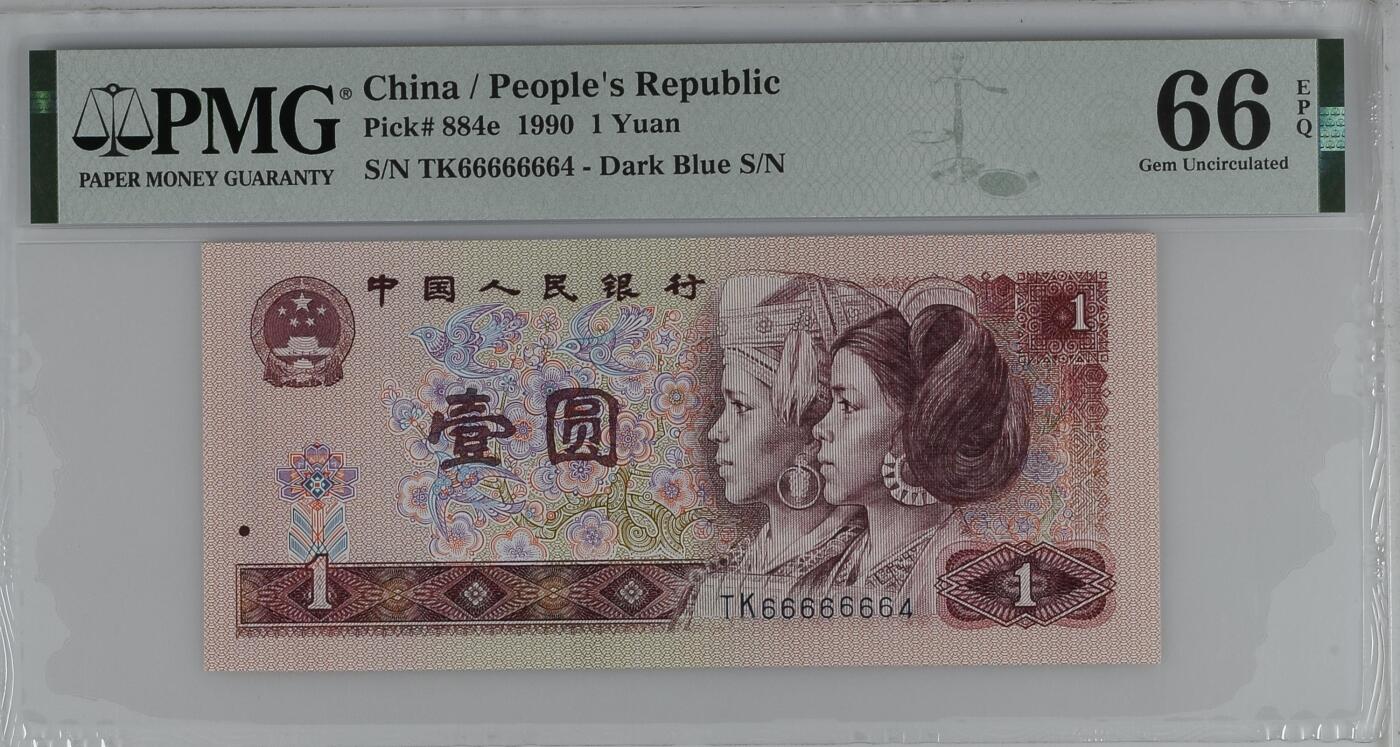 PMG®
PAPER MONEY GUARANTY
China / People's Republic
Pick# 884e 1990 1 Yuan
S/N TK66666664 - Dark Blue S/N
66
EPQ
Gem Uncirculated
中国人民银行
1
壹圆
1
TK66666664
1